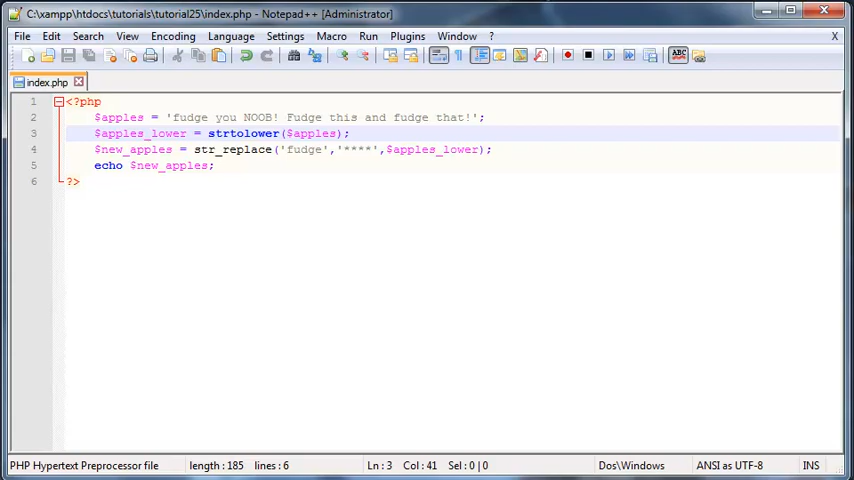 C:\xampp\htdocs\tutorials\tutorial25\index.php - Notepad++ [Administrator]
File Edit Search View Encoding Language Settings Macro Run Plugins Window ? X
ABC
index.php
1 <?php
2 $apples = 'fudge you NOOB! Fudge this and fudge that!';
3 $apples_lower = strtolower($apples);
4 $new_apples = str_replace('fudge','****',$apples_lower);
5 echo $new_apples;
6 ?>
PHP Hypertext Preprocessor file length : 185 lines : 6 Ln : 3 Col : 41 Sel : 0 | 0 Dos\Windows ANSI as UTF-8 INS